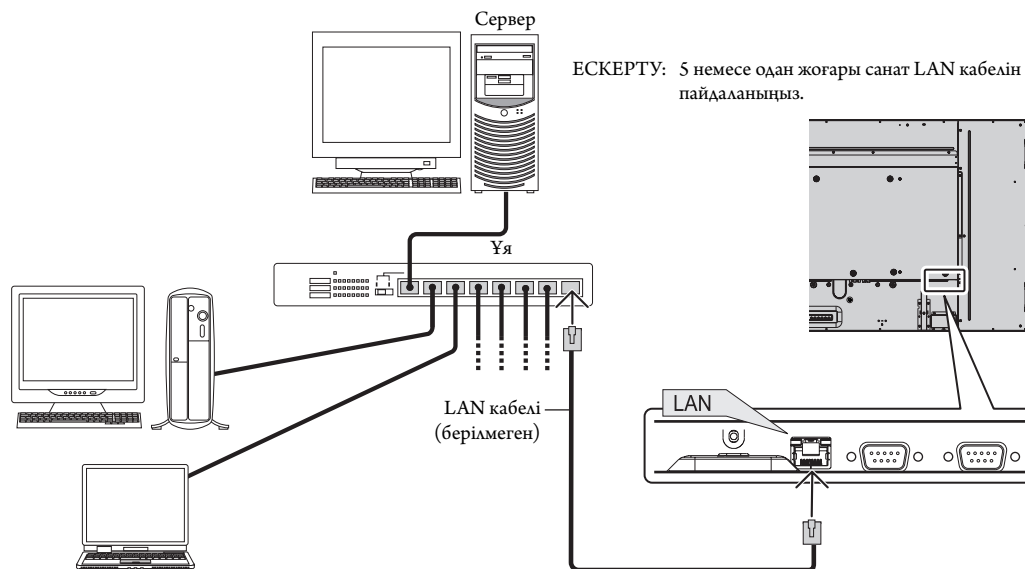 Сервер
ЕСКЕРТУ: 5 немесе одан жоғары санат LAN кабелін
пайдаланыңыз.
Ұя
LAN кабелі
(берілмеген)
LAN